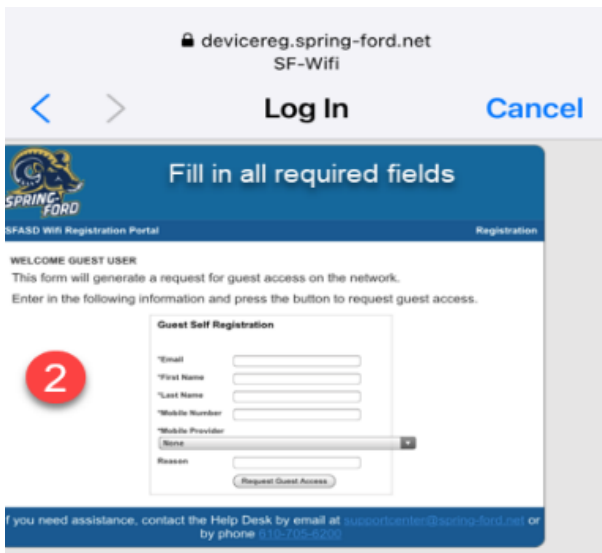 devicereg.spring-ford.net
SF-Wifi
Log In
Cancel
SPRING-
FORD
Fill in all required fields
SFASD Wifi Registration Portal
Registration
WELCOME GUEST USER
This form will generate a request for guest access on the network.
Enter in the following information and press the button to request guest access.
Guest Self Registration
2
*Email
*First Name
*Last Name
*Mobile Number
*Mobile Provider
None
Reason
Request Guest Access
f you need assistance, contact the Help Desk by email at supportcenter@spring-ford.net or
by phone 610-705-6200